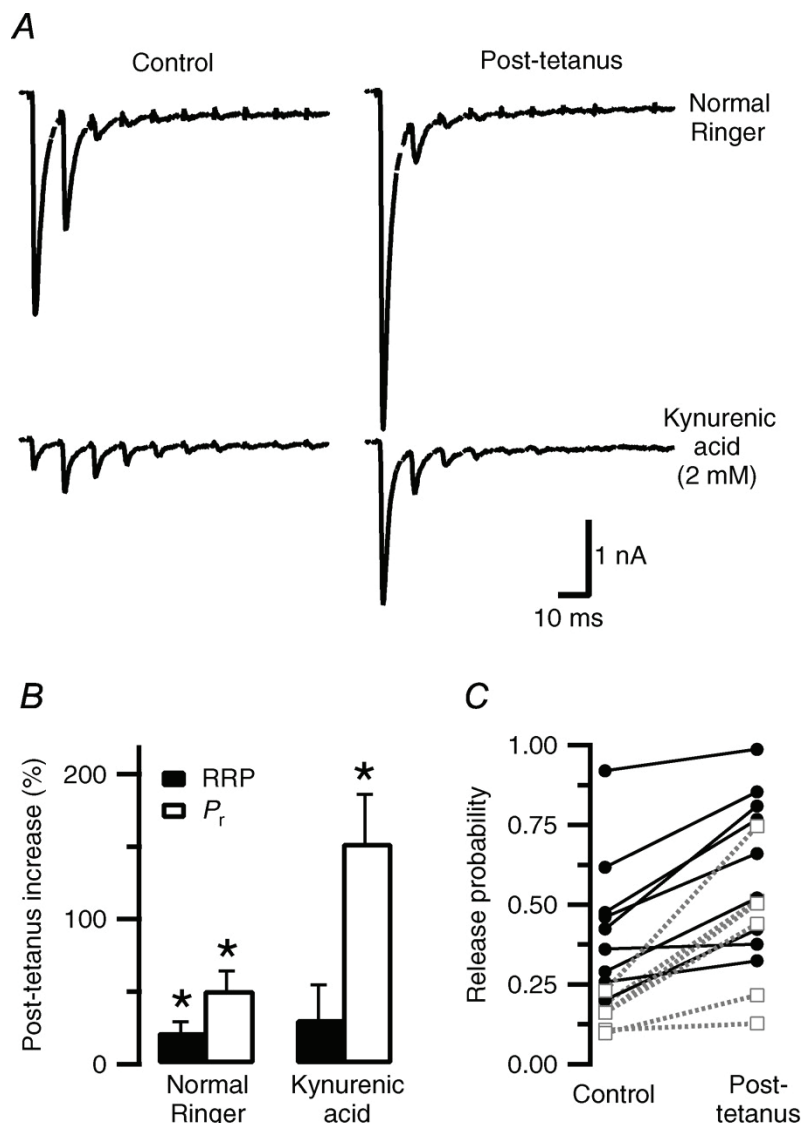 A
Control
Post-tetanus
Normal
Ringer
Kynurenic
acid
(2 mM)
1 nA
10 ms
B
Post-tetanus increase (%)
200
100
0
RRP
Pr
*
*
*
Normal
Ringer
Kynurenic
acid
C
Release probability
1.00
0.75
0.50
0.25
0.00
Control
Post-
tetanus